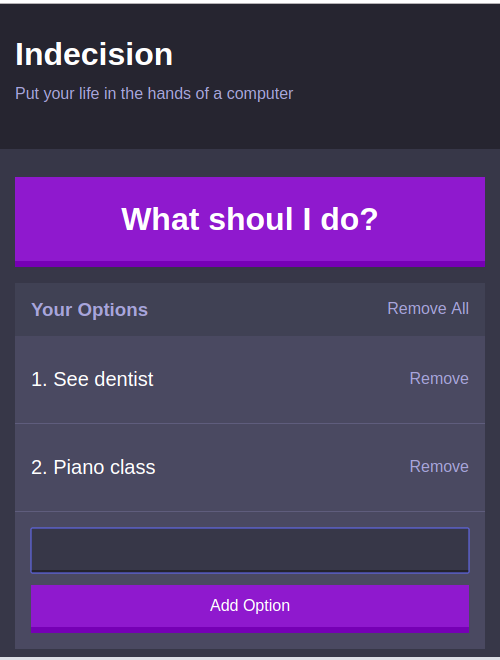 Indecision
Put your life in the hands of a computer
What shoul I do?
Your Options Remove All
1. See dentist Remove
2. Piano class Remove
Add Option